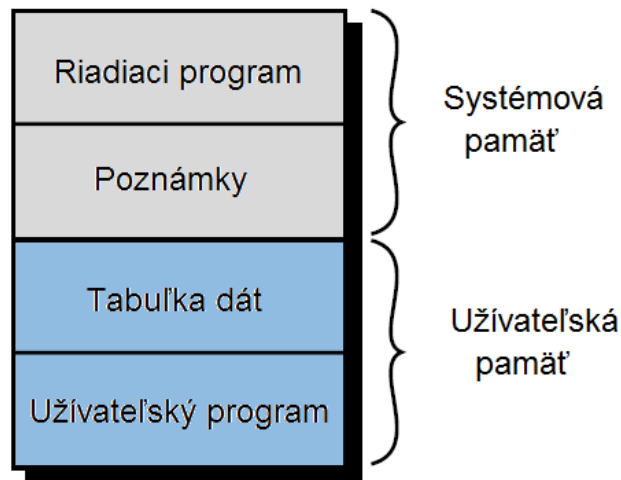 Riadiaci program
Poznámky
Systémová
pamäť
Tabuľka dát
Užívateľský program
Užívateľská
pamäť